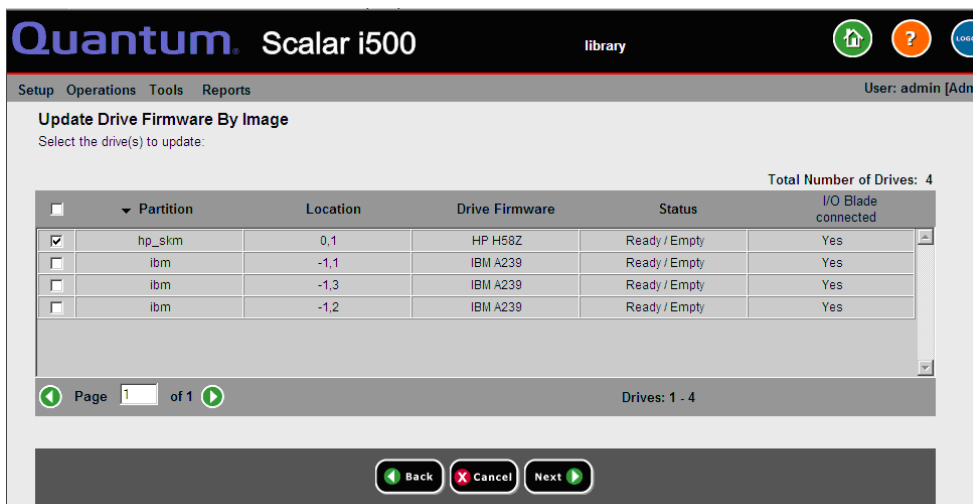 Quantum. Scalar i500 library ? LOGO
Setup Operations Tools Reports User: admin [Adm
Update Drive Firmware By Image
Select the drive(s) to update:
Total Number of Drives: 4
Partition Location Drive Firmware Status I/O Blade connected
hp_skm 0,1 HP H58Z Ready / Empty Yes
ibm -1,1 IBM A239 Ready / Empty Yes
ibm -1,3 IBM A239 Ready / Empty Yes
ibm -1,2 IBM A239 Ready / Empty Yes
Page 1 of 1 Drives: 1 - 4
Back X Cancel Next